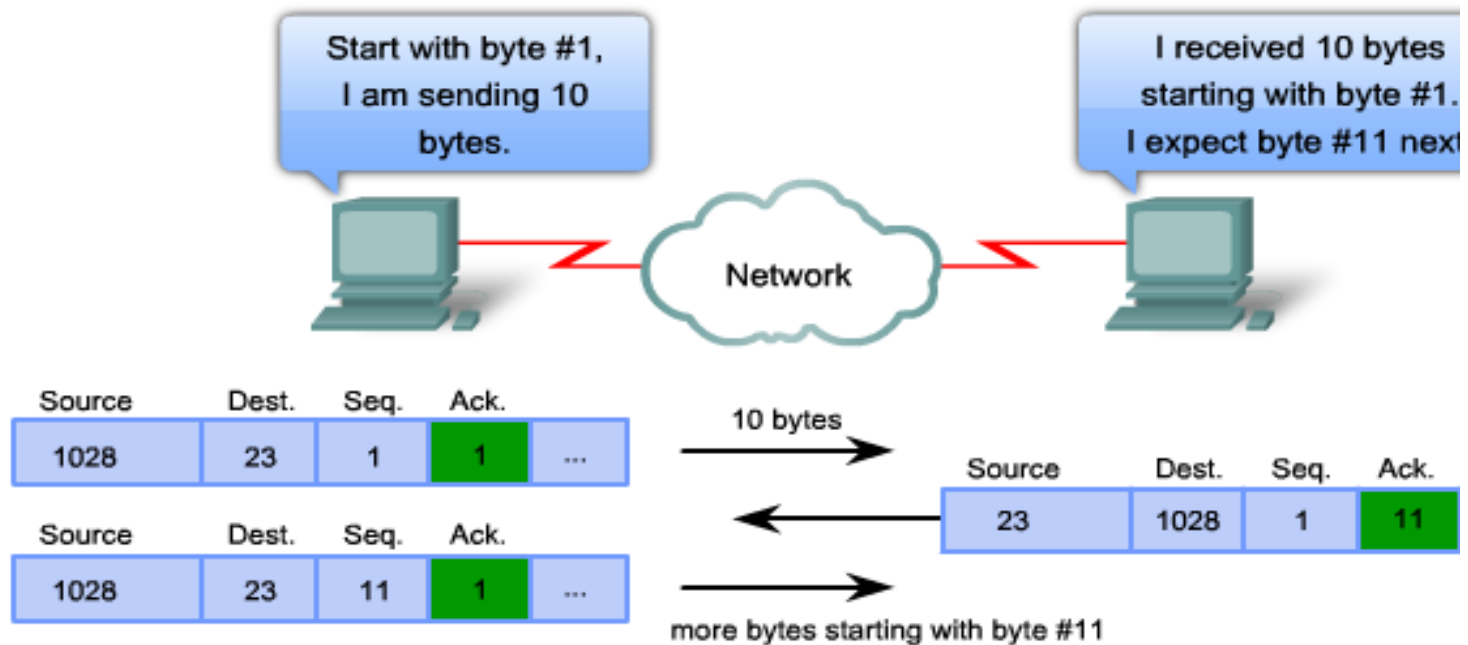 Start with byte #1,
I am sending 10
bytes.
I received 10 bytes
starting with byte #1.
I expect byte #11 next
Network
Source Dest. Seq. Ack.
1028 23 1 1 ...
10 bytes
Source Dest. Seq. Ack.
23 1028 1 11
Source Dest. Seq. Ack.
1028 23 11 1 ...
more bytes starting with byte #11